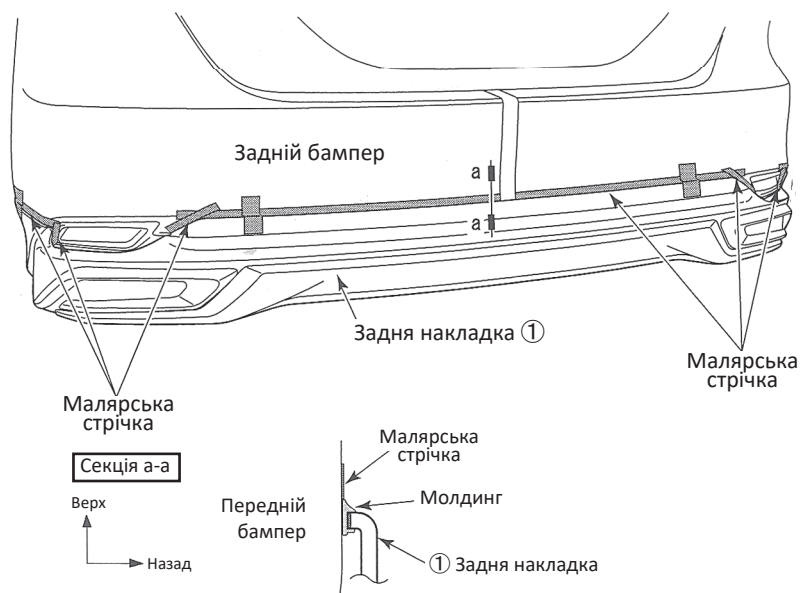 Задній бампер
a
a
Задня накладка ①
Малярська
стрічка
Малярська
стрічка
Секція a-a
Верх
Назад
Малярська
стрічка
Передній
бампер
Молдинг
① Задня накладка